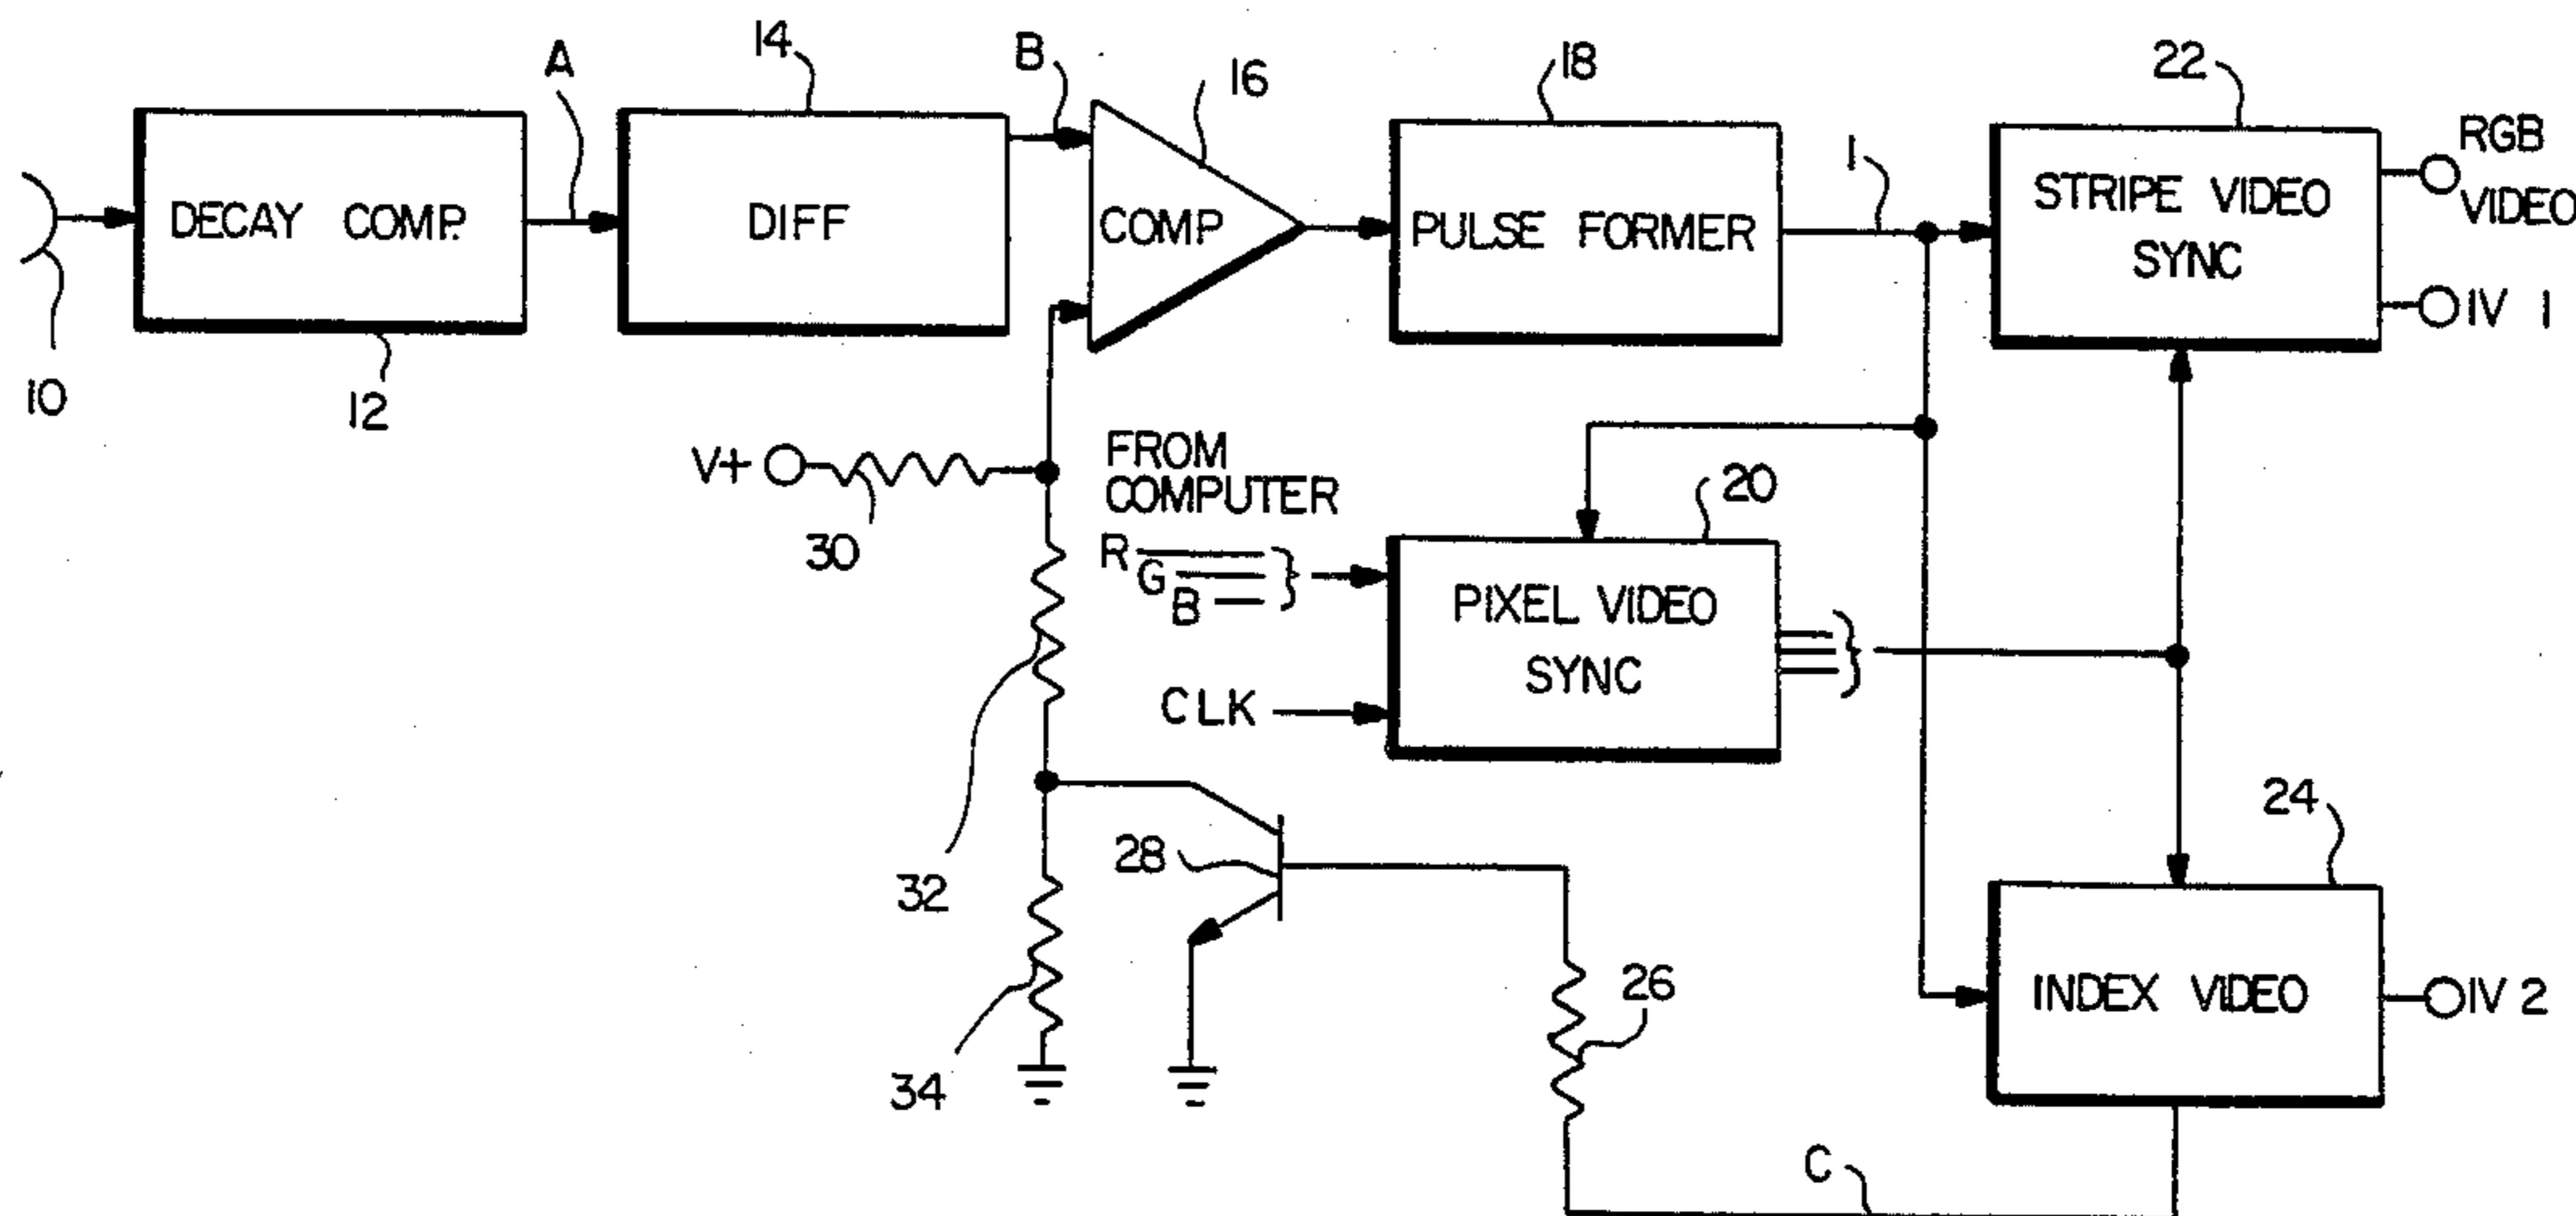 14
A
B
16
18
22
RGB
VIDEO
DECAY COMP.
DIFF
COMP
PULSE FORMER
1
STRIPE VIDEO
SYNC
IV 1
10
12
V+
30
FROM
COMPUTER
20
R
G
B
PIXEL VIDEO
SYNC
CLK
32
28
24
26
INDEX VIDEO
IV 2
34
C